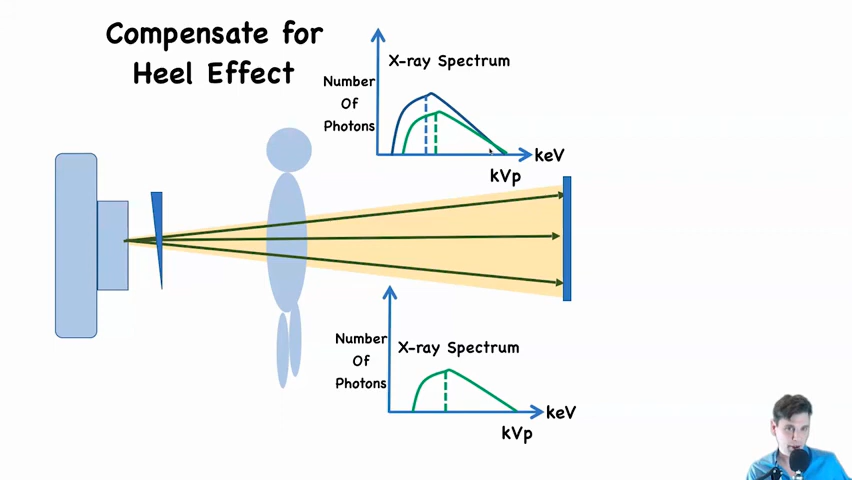 Compensate for
Heel Effect
X-ray Spectrum
Number
Of
Photons
keV
kVp
X-ray Spectrum
Number
Of
Photons
keV
kVp